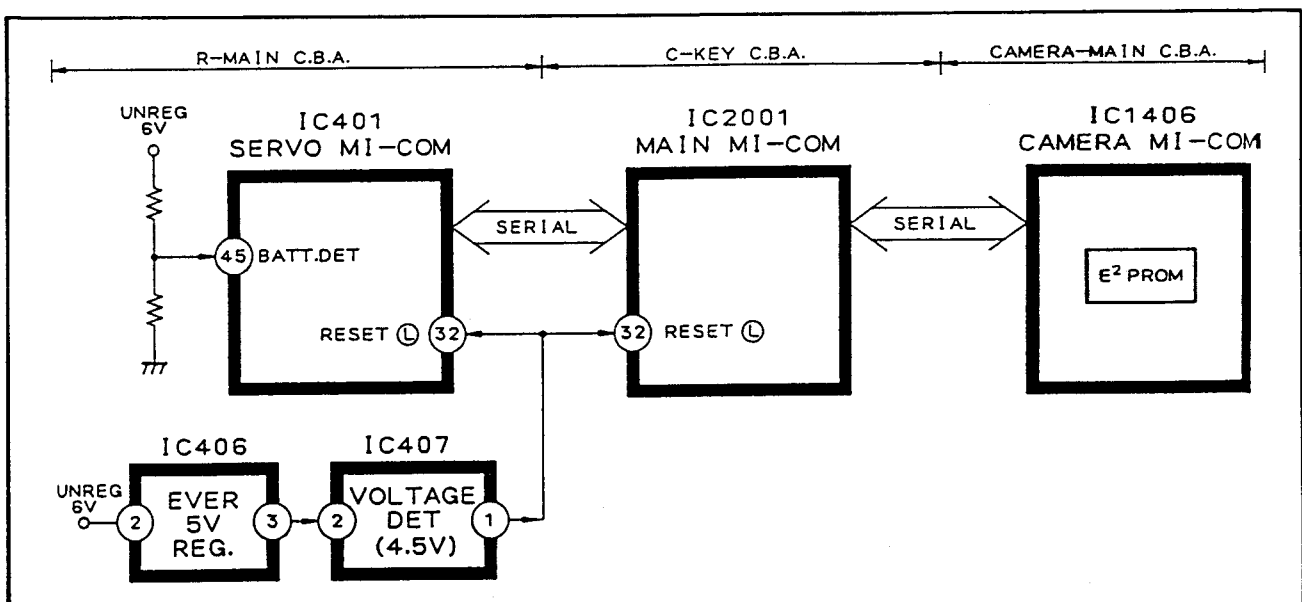 R-MAIN C.B.A. C-KEY C.B.A. CAMERA-MAIN C.B.A.
UNREG
6V
IC401
SERVO MI-COM
IC2001
MAIN MI-COM
IC1406
CAMERA MI-COM
SERIAL
SERIAL
45 BATT.DET
E² PROM
RESET Ⓛ 32
32 RESET Ⓛ
IC406
IC407
UNREG
6V
2
EVER
5V
REG.
3
2
VOLTAGE
DET
(4.5V)
1